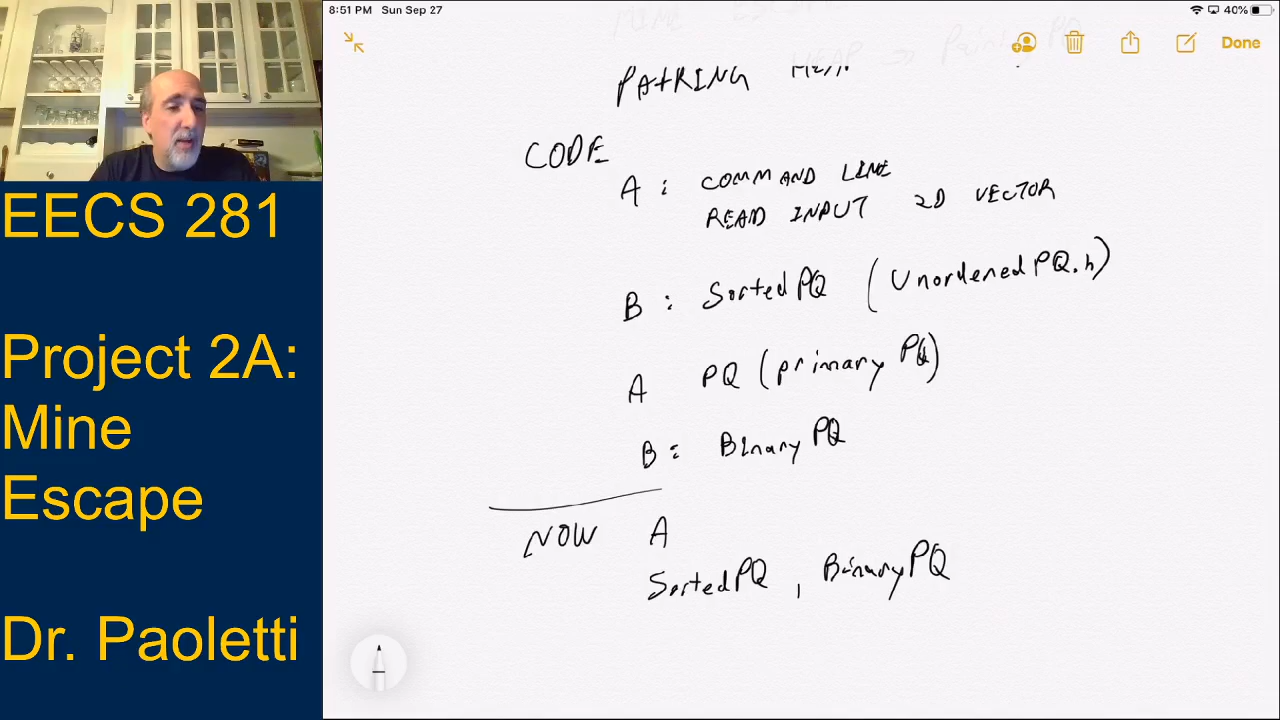 8:51 PM Sun Sep 27
40%
Done
PAIRING
CODE
A : COMMAND LINE
READ INPUT 2D VECTOR
B : SortedPQ (UnorderedPQ.h)
A PQ (primary PQ)
B : BinaryPQ
NOW A
SortedPQ , BinaryPQ
EECS 281
Project 2A:
Mine
Escape
Dr. Paoletti